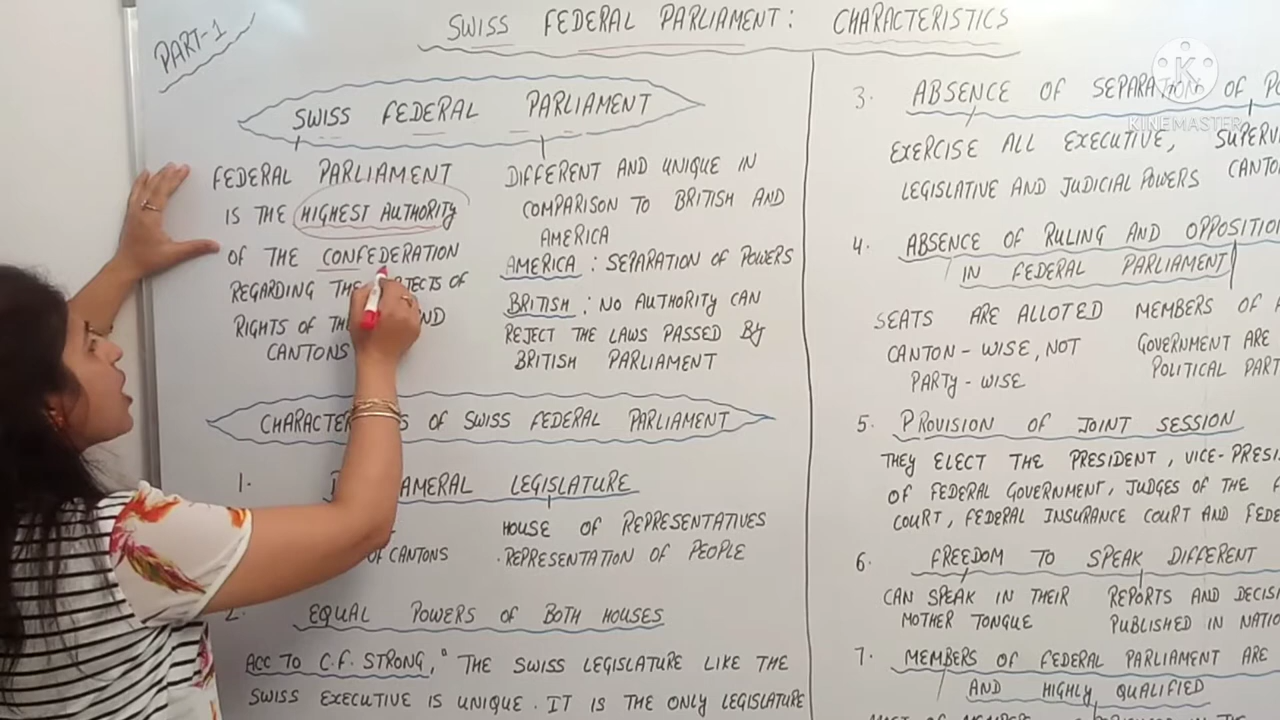 PART-1
SWISS FEDERAL PARLIAMENT: CHARACTERISTICS
SWISS FEDERAL PARLIAMENT
FEDERAL PARLIAMENT
IS THE HIGHEST AUTHORITY
OF THE CONFEDERATION
REGARDING THE OF
RIGHTS OF
CANTONS
DIFFERENT AND UNIQUE IN
COMPARISON TO BRITISH AND
AMERICA
AMERICA : SEPARATION OF POWERS
BRITISH : NO AUTHORITY CAN
REJECT THE LAWS PASSED BY
BRITISH PARLIAMENT
OF SWISS FEDERAL PARLIAMENT
1. LEGISLATURE
OF CANTONS
HOUSE OF REPRESENTATIVES
· REPRESENTATION OF PEOPLE
2. EQUAL POWERS OF BOTH HOUSES
ACC TO C.F. STRONG, " THE SWISS LEGISLATURE LIKE THE
SWISS EXECUTIVE IS UNIQUE. IT IS THE ONLY LEGISLATURE
3. ABSENCE OF SEPARATION OF
EXERCISE ALL EXECUTIVE,
LEGISLATIVE AND JUDICIAL POWERS
4. ABSENCE OF RULING AND OPPOSITION
IN FEDERAL PARLIAMENT
SEATS ARE ALLOTED
CANTON-WISE, NOT
PARTY-WISE
MEMBERS OF
GOVERNMENT ARE
POLITICAL
5. PROVISION OF JOINT SESSION
THEY ELECT THE PRESIDENT,
OF FEDERAL GOVERNMENT, JUDGES OF THE
COURT, FEDERAL INSURANCE COURT AND
6. FREEDOM TO SPEAK DIFFERENT
CAN SPEAK IN THEIR
MOTHER TONGUE
REPORTS AND
PUBLISHED IN
7. MEMBERS OF FEDERAL PARLIAMENT ARE
AND HIGHLY QUALIFIED
K
KINEMASTER